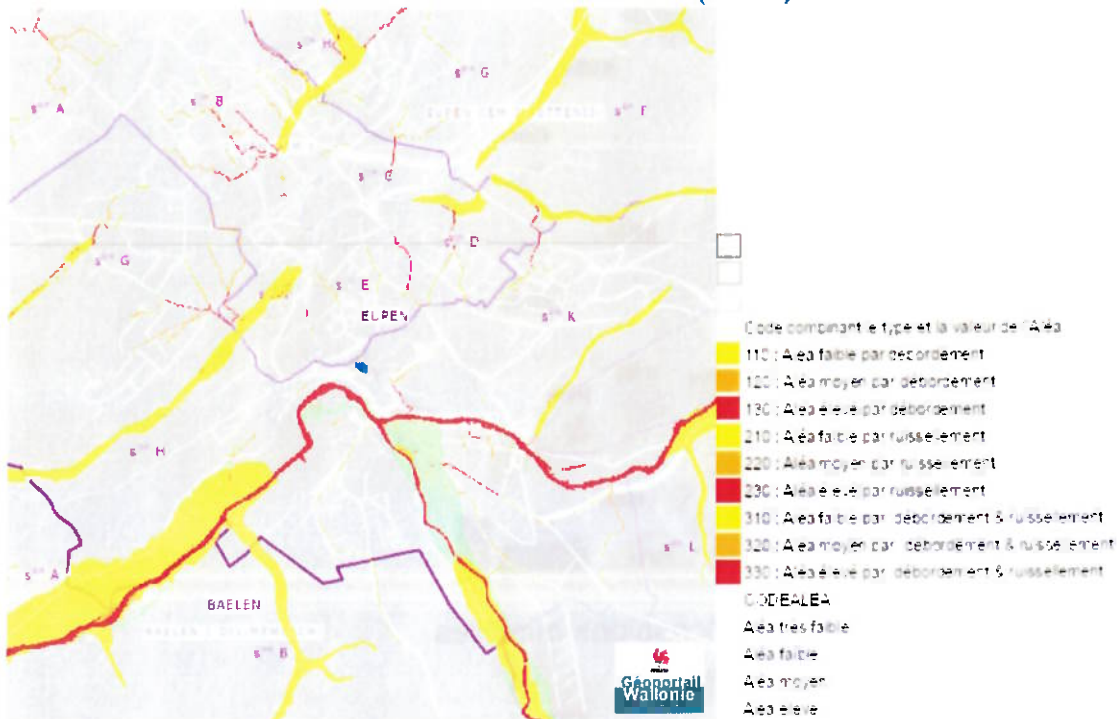 H
G
A
B
F
C
G
D
E
EUPEN
K
H
L
A
BAELEN
B
Géoportail
Wallonie
Code combinant le type et la valeur de l'Aléa
110 : Aléa faible par débordement
120 : Aléa moyen par débordement
130 : Aléa élevé par débordement
210 : Aléa faible par ruissellement
220 : Aléa moyen par ruissellement
230 : Aléa élevé par ruissellement
310 : Aléa faible par débordement & ruissellement
320 : Aléa moyen par débordement & ruissellement
330 : Aléa élevé par débordement & ruissellement
CODEALEA
Aléa très faible
Aléa faible
Aléa moyen
Aléa élevé